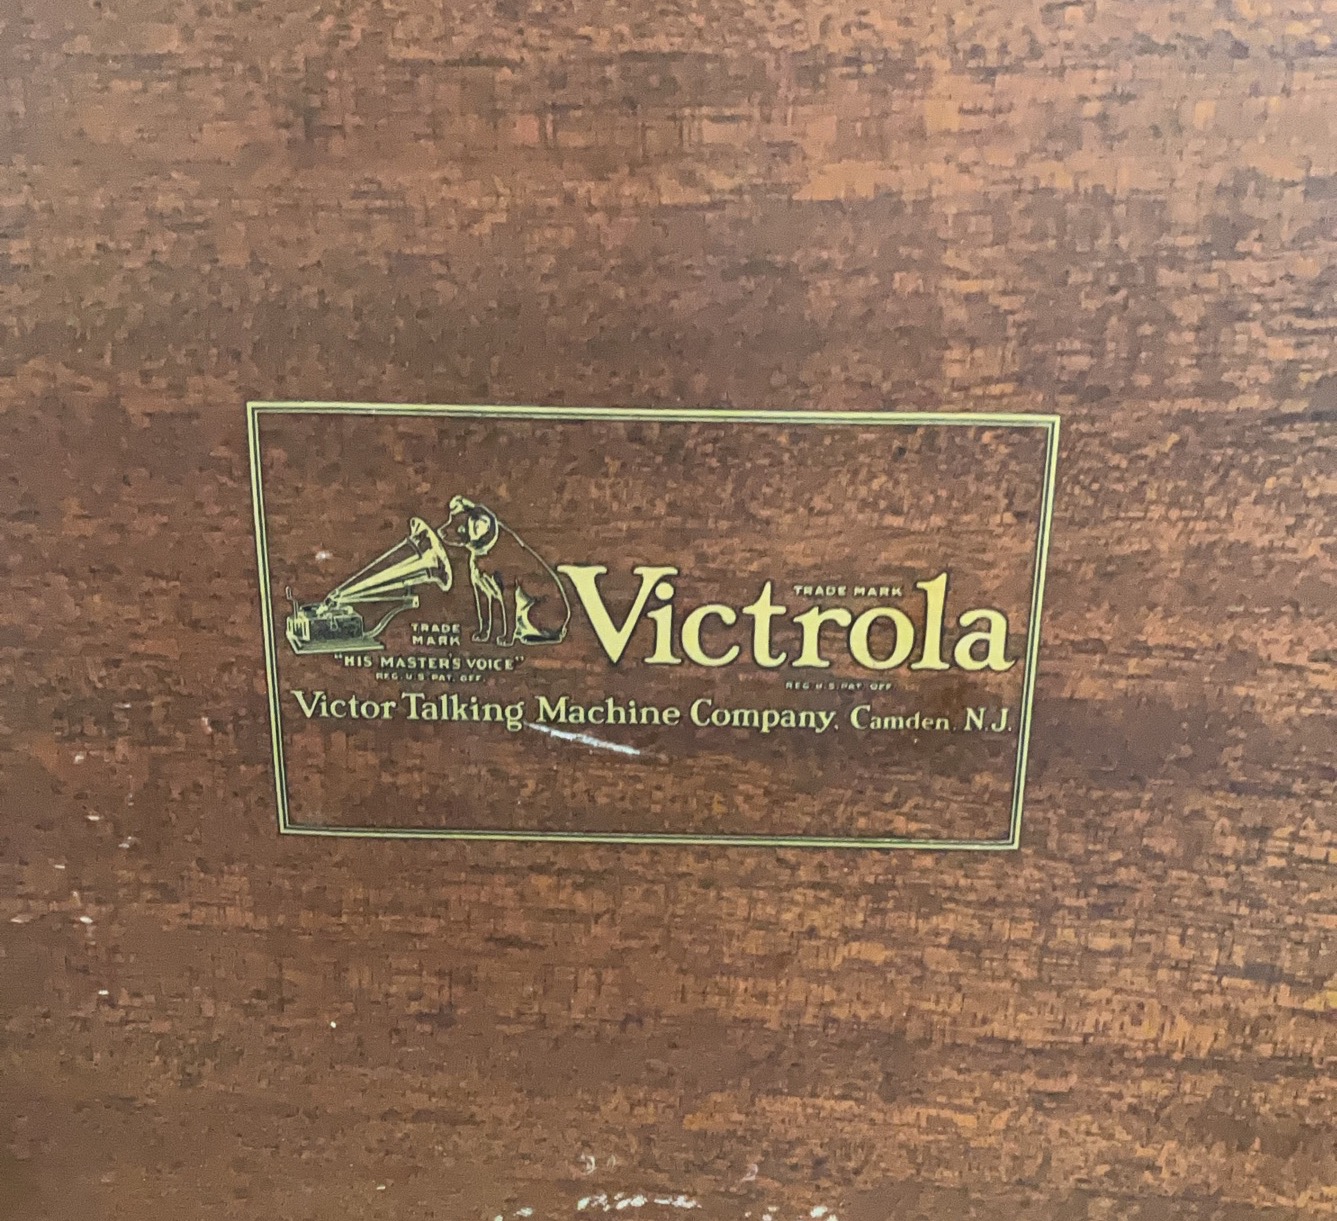 TRADE MARK
Victrola
TRADE
MARK
"HIS MASTER'S VOICE"
REG. U.S. PAT. OFF.
REG. U.S. PAT. OFF.
Victor Talking Machine Company, Camden, N.J.